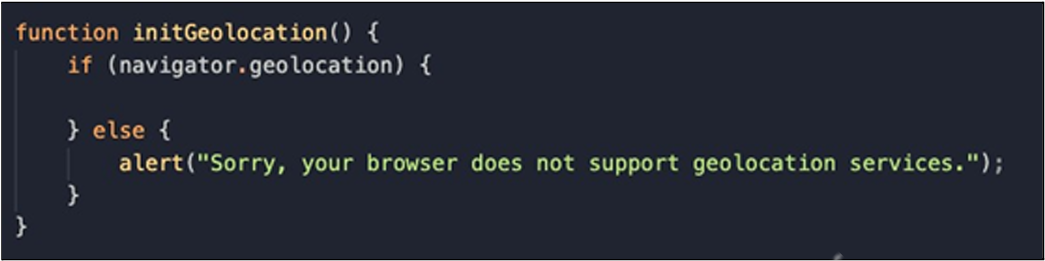 function initGeolocation() {
    if (navigator.geolocation) {

    } else {
        alert("Sorry, your browser does not support geolocation services.");
    }
}